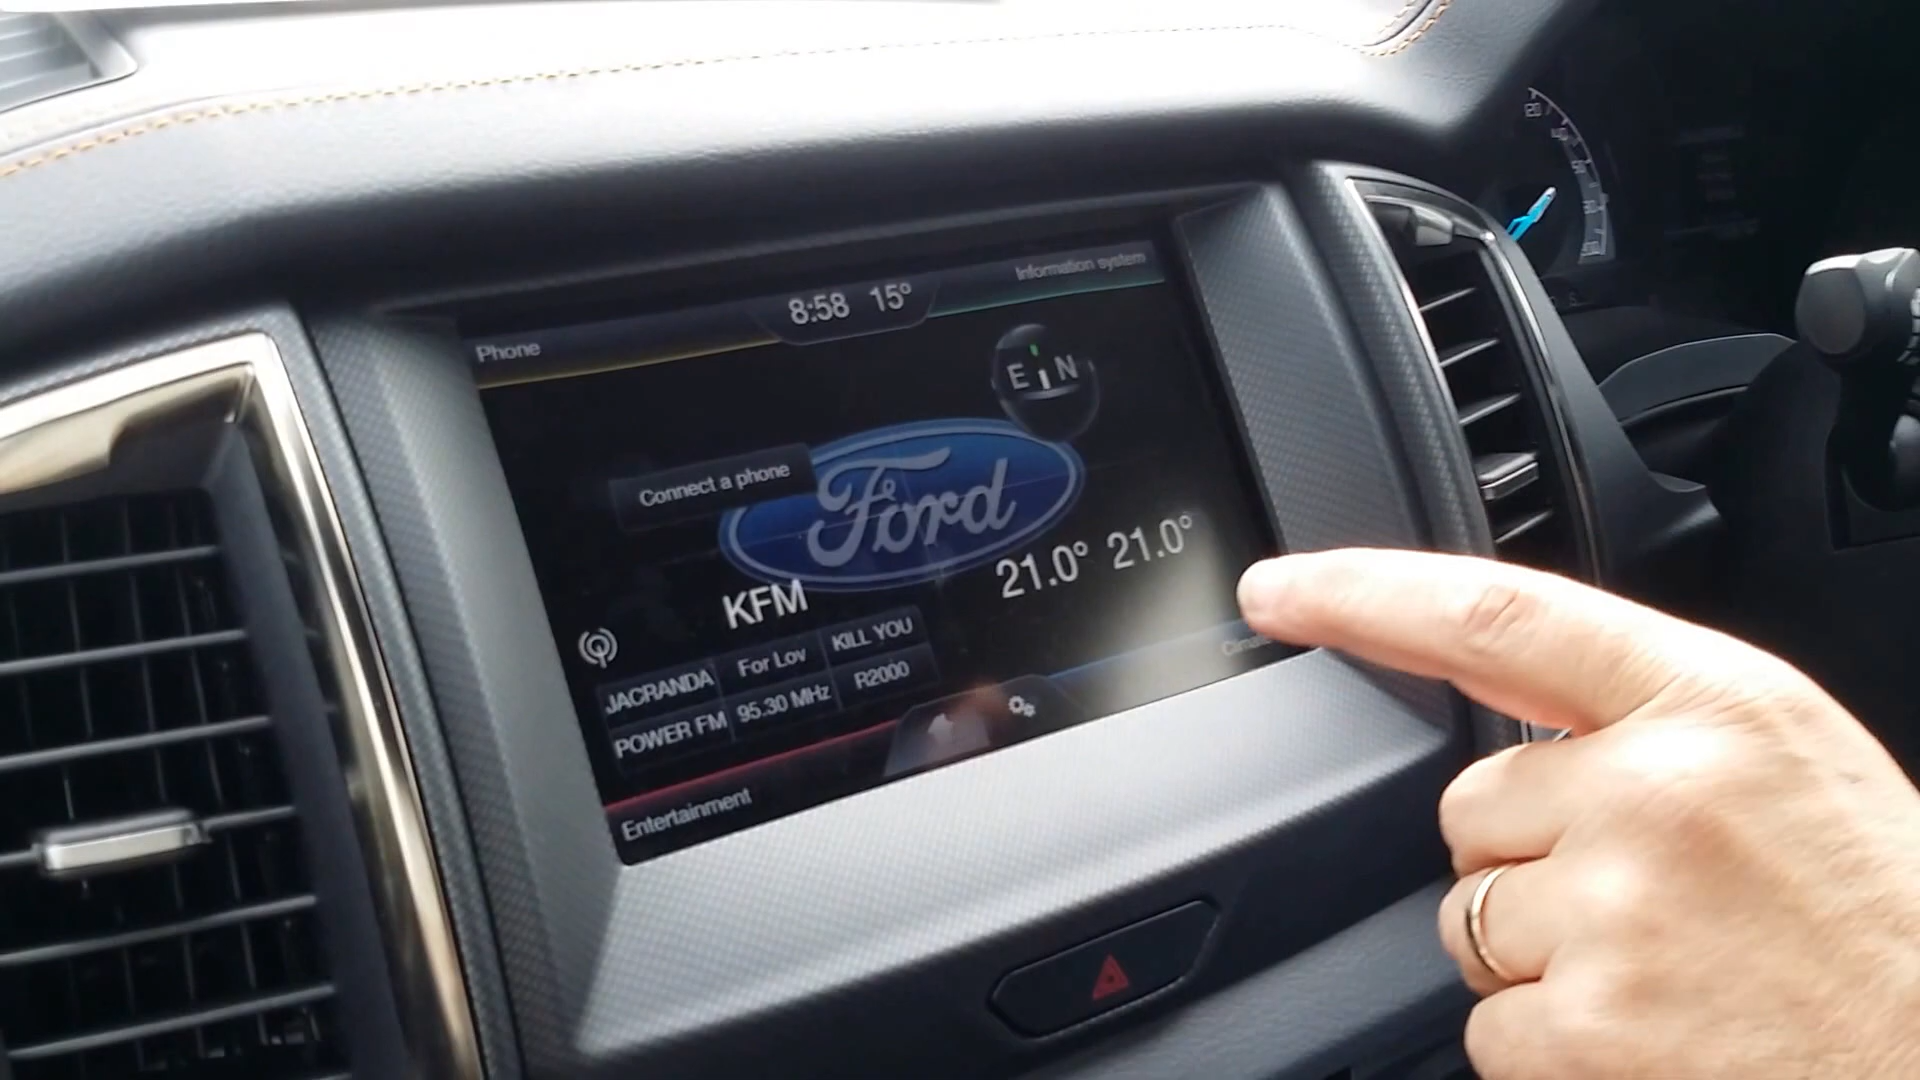 8:58 15°
Information system
Phone
E N
Connect a phone
Ford
21.0° 21.0°
KFM
JACRANDA For Lov KILL YOU
POWER FM 95.30 MHz R2000
Entertainment